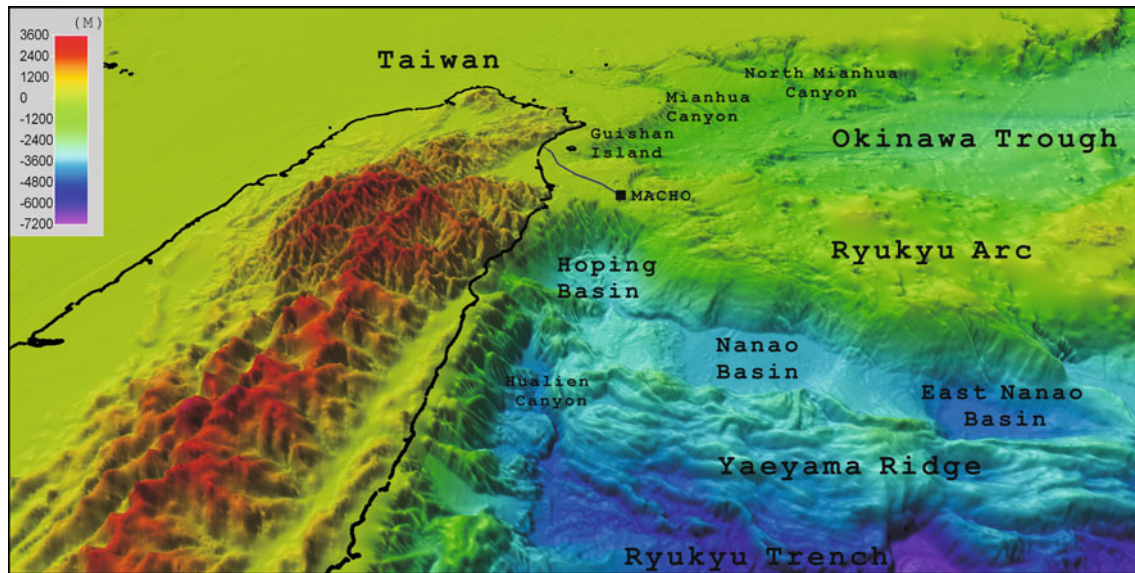 (M)
3600
2400
1200
0
-1200
-2400
-3600
-4800
-6000
-7200
Taiwan
North Mianhua
Canyon
Mianhua
Canyon
Okinawa Trough
Guishan
Island
MACHO
Ryukyu Arc
Hoping
Basin
Nanao
Basin
Hualien
Canyon
East Nanao
Basin
Yaeyama Ridge
Ryukyu Trench